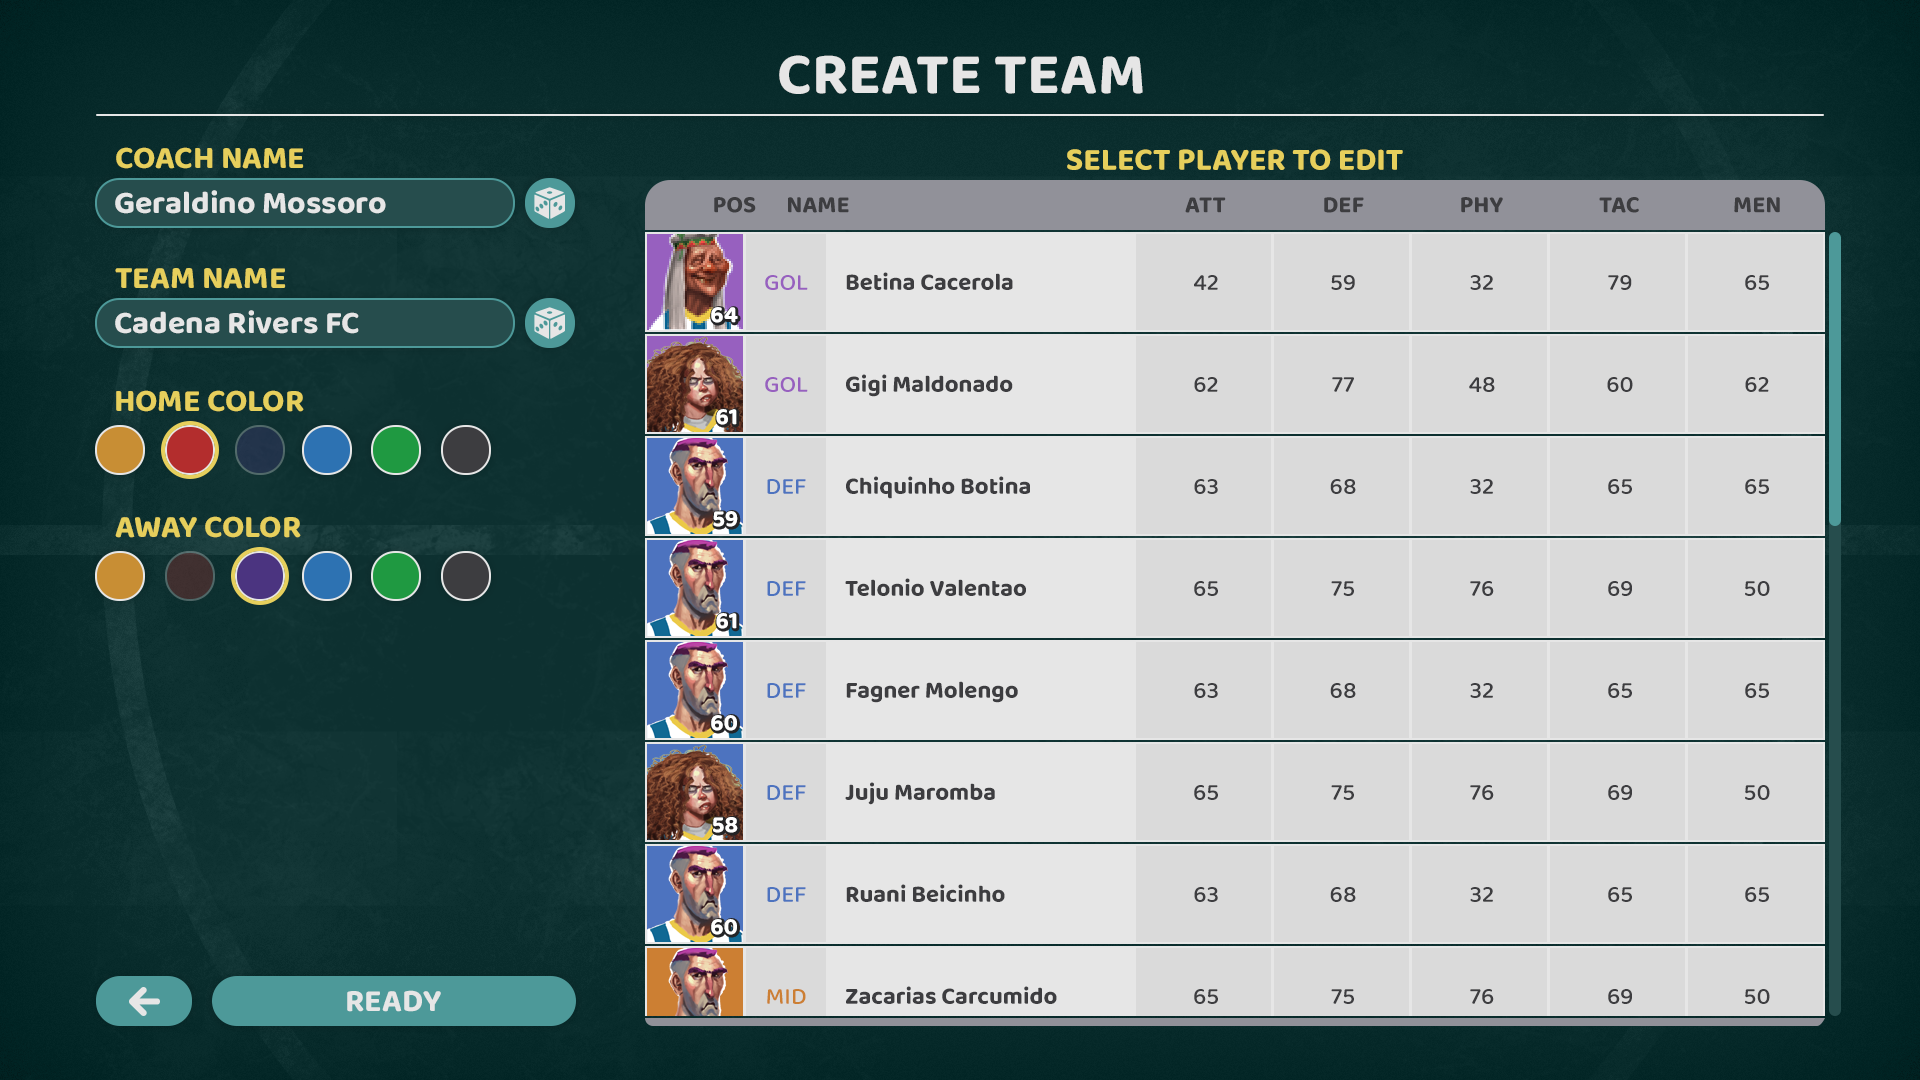 CREATE TEAM
COACH NAME
Geraldino Mossoro
TEAM NAME
Cadena Rivers FC
HOME COLOR
AWAY COLOR
READY
SELECT PLAYER TO EDIT
POS NAME ATT DEF PHY TAC MEN
64 GOL Betina Cacerola 42 59 32 79 65
61 GOL Gigi Maldonado 62 77 48 60 62
59 DEF Chiquinho Botina 63 68 32 65 65
61 DEF Telonio Valentao 65 75 76 69 50
60 DEF Fagner Molengo 63 68 32 65 65
58 DEF Juju Maromba 65 75 76 69 50
60 DEF Ruani Beicinho 63 68 32 65 65
MID Zacarias Carcumido 65 75 76 69 50